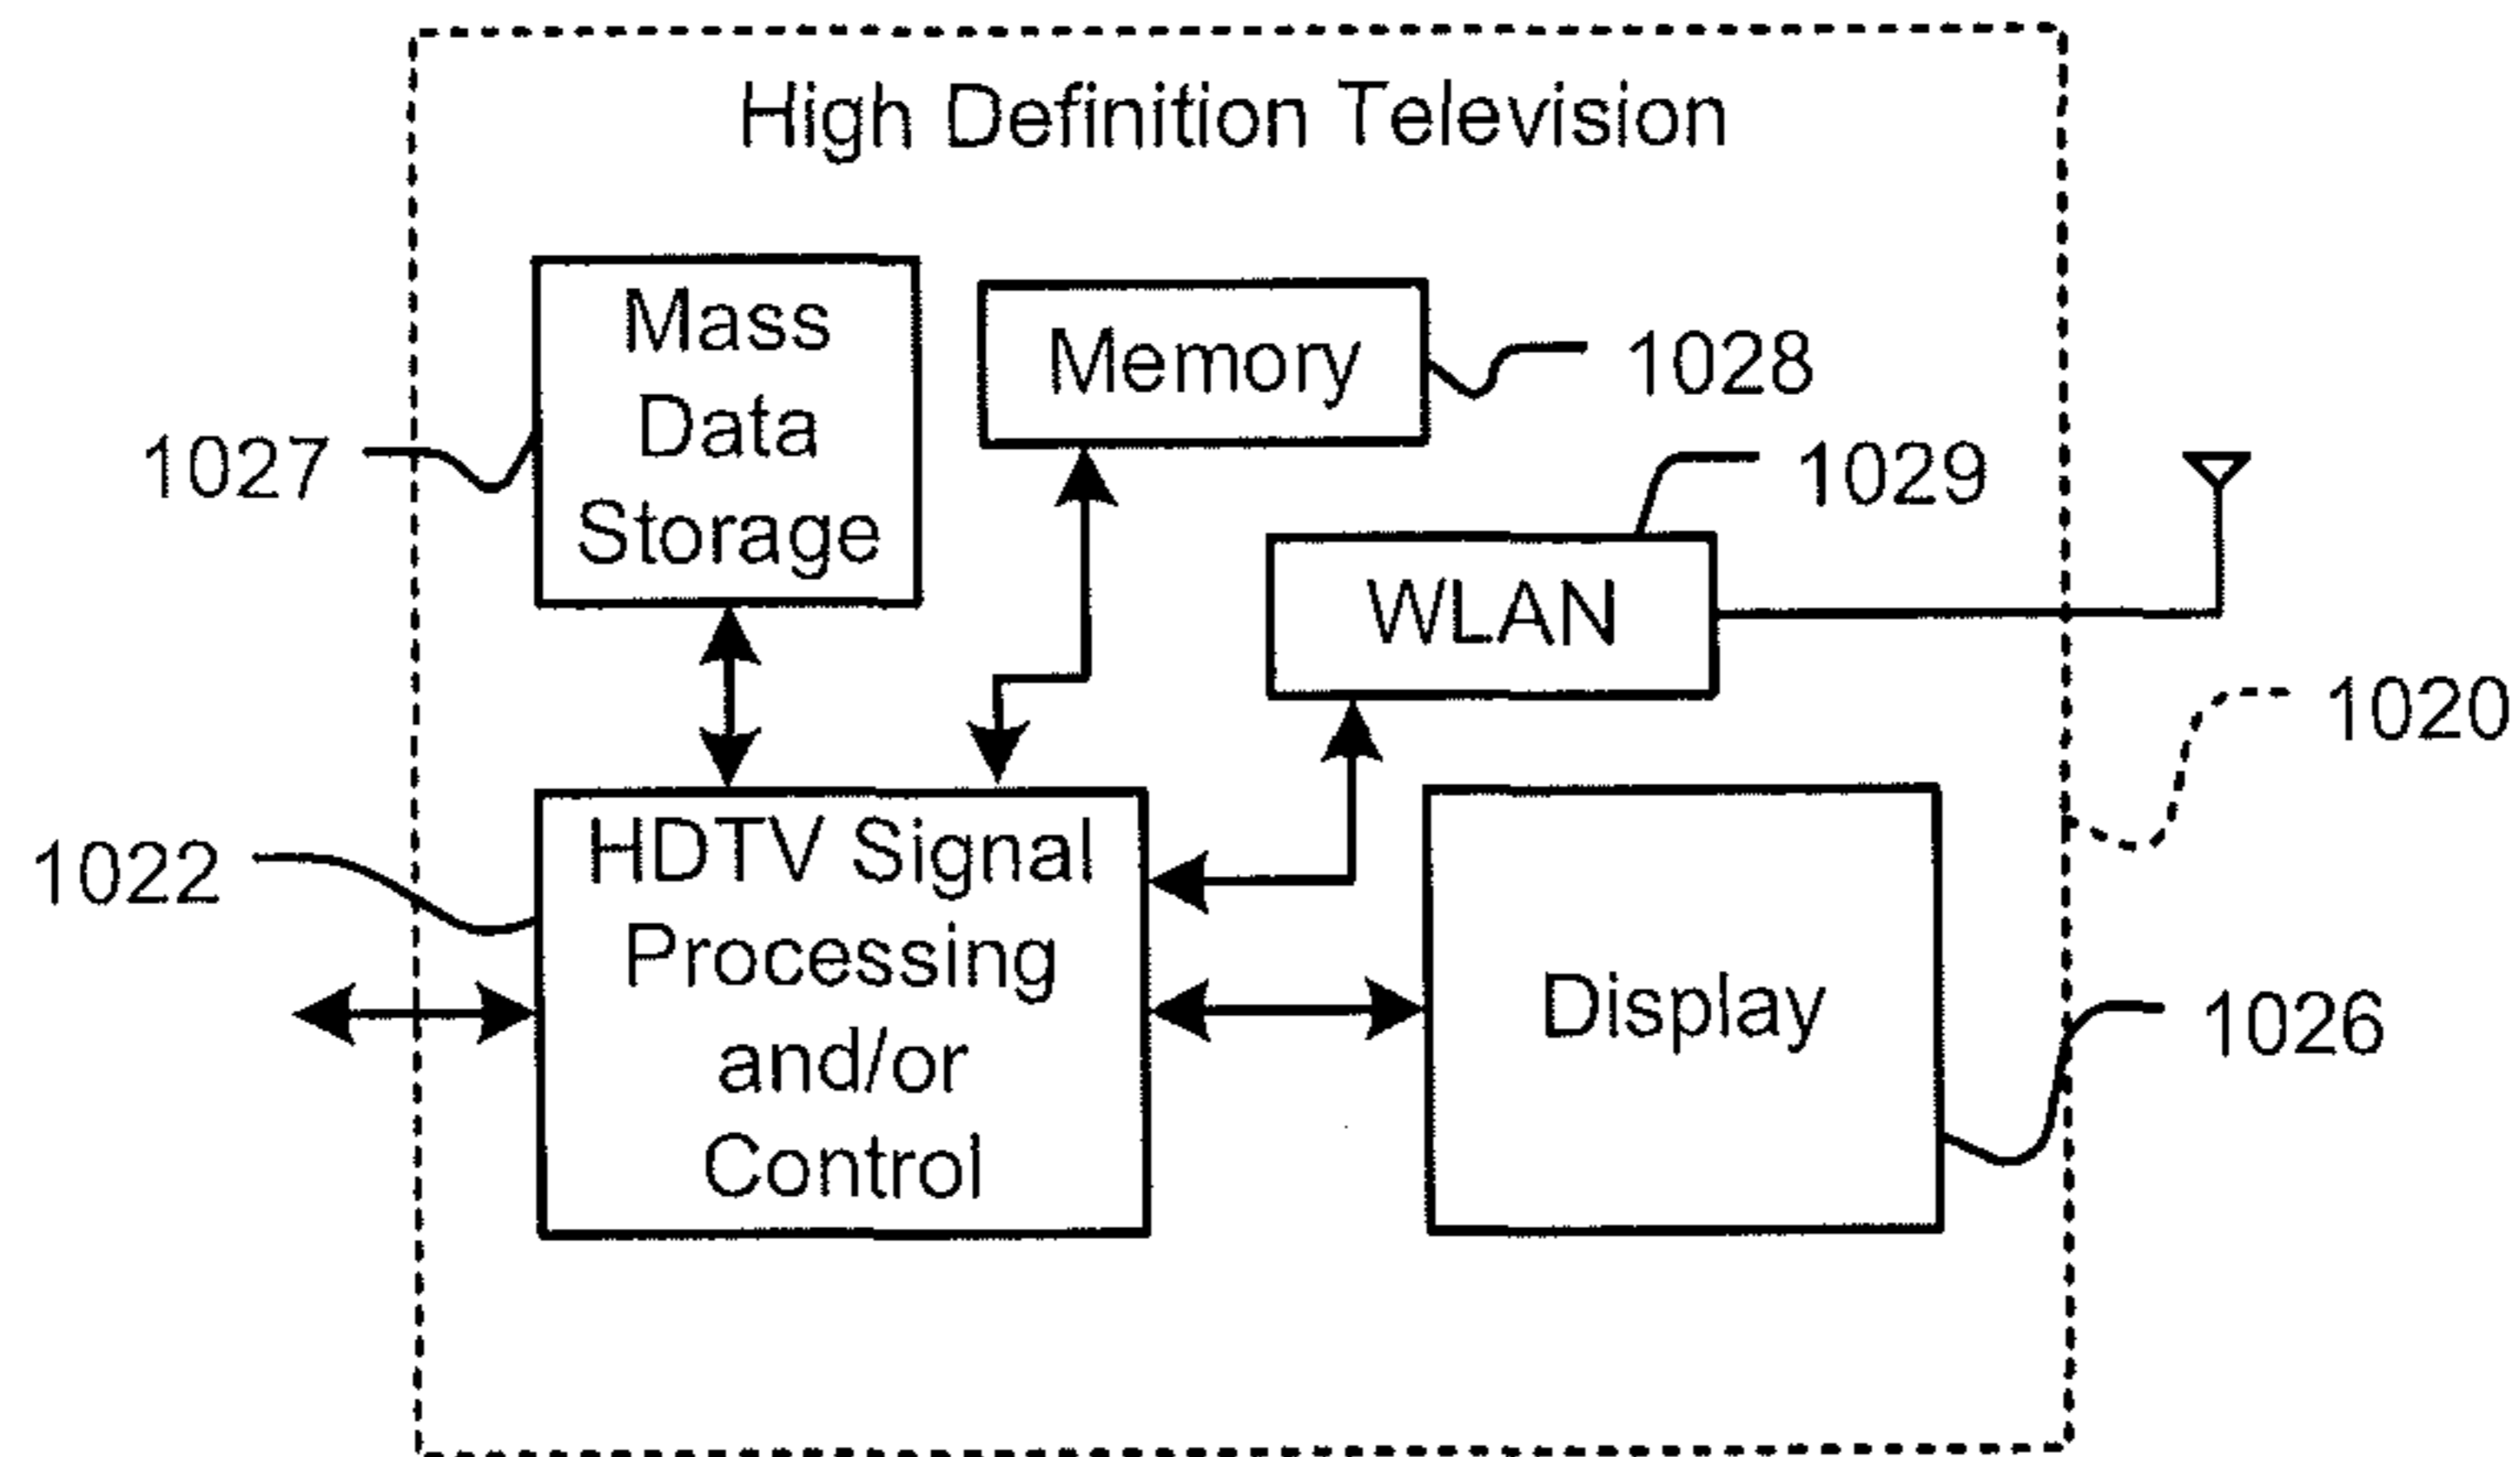 High Definition Television
Mass
Data
Storage
1027
Memory
1028
1029
WLAN
1020
HDTV Signal
Processing
and/or
Control
1022
Display
1026